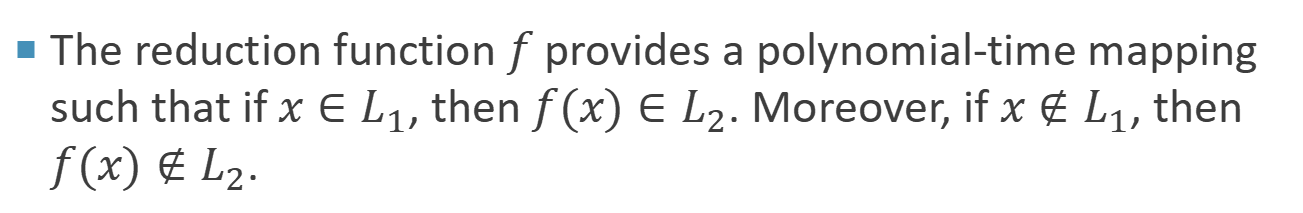 ▪ The reduction function 𝑓 provides a polynomial-time mapping
such that if 𝑥 ∈ 𝐿₁, then 𝑓(𝑥) ∈ 𝐿₂. Moreover, if 𝑥 ∉ 𝐿₁, then
𝑓(𝑥) ∉ 𝐿₂.